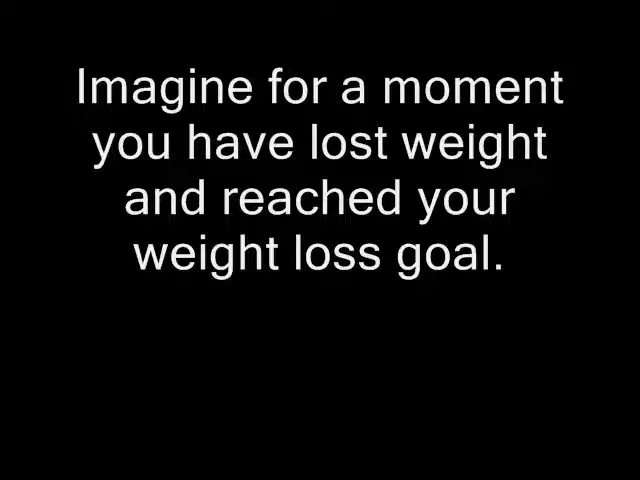 Imagine for a moment
you have lost weight
and reached your
weight loss goal.